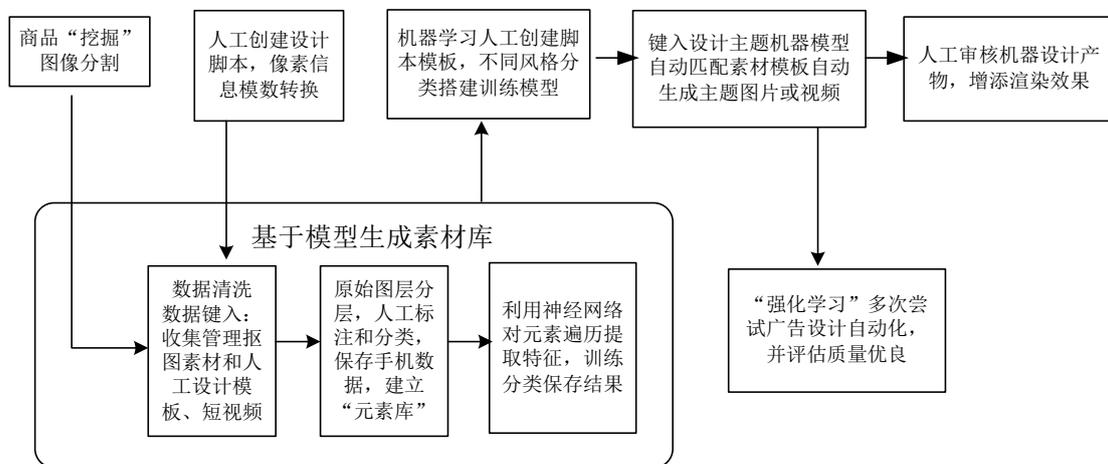 商品“挖掘”
图像分割
人工创建设计
脚本，像素信
息模数转换
机器学习人工创建脚
本模板，不同风格分
类搭建训练模型
键入设计主题机器模型
自动匹配素材模板自动
生成主题图片或视频
人工审核机器设计产
物，增添渲染效果
基于模型生成素材库
数据清洗
数据键入：
收集管理抠
图素材和人
工设计模
板、短视频
原始图层分
层，人工标
注和分类，
保存手机数
据，建立
“元素库”
利用神经网络
对元素遍历提
取特征，训练
分类保存结果
“强化学习”多次尝
试广告设计自动化，
并评估质量优良